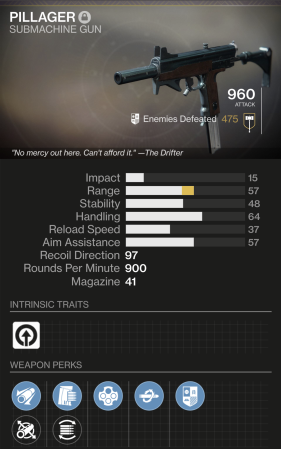 PILLAGER
SUBMACHINE GUN
960
ATTACK
Enemies Defeated 475
"No mercy out here. Can't afford it." —The Drifter
Impact 15
Range 57
Stability 48
Handling 64
Reload Speed 37
Aim Assistance 57
Recoil Direction 97
Rounds Per Minute 900
Magazine 41
INTRINSIC TRAITS
WEAPON PERKS